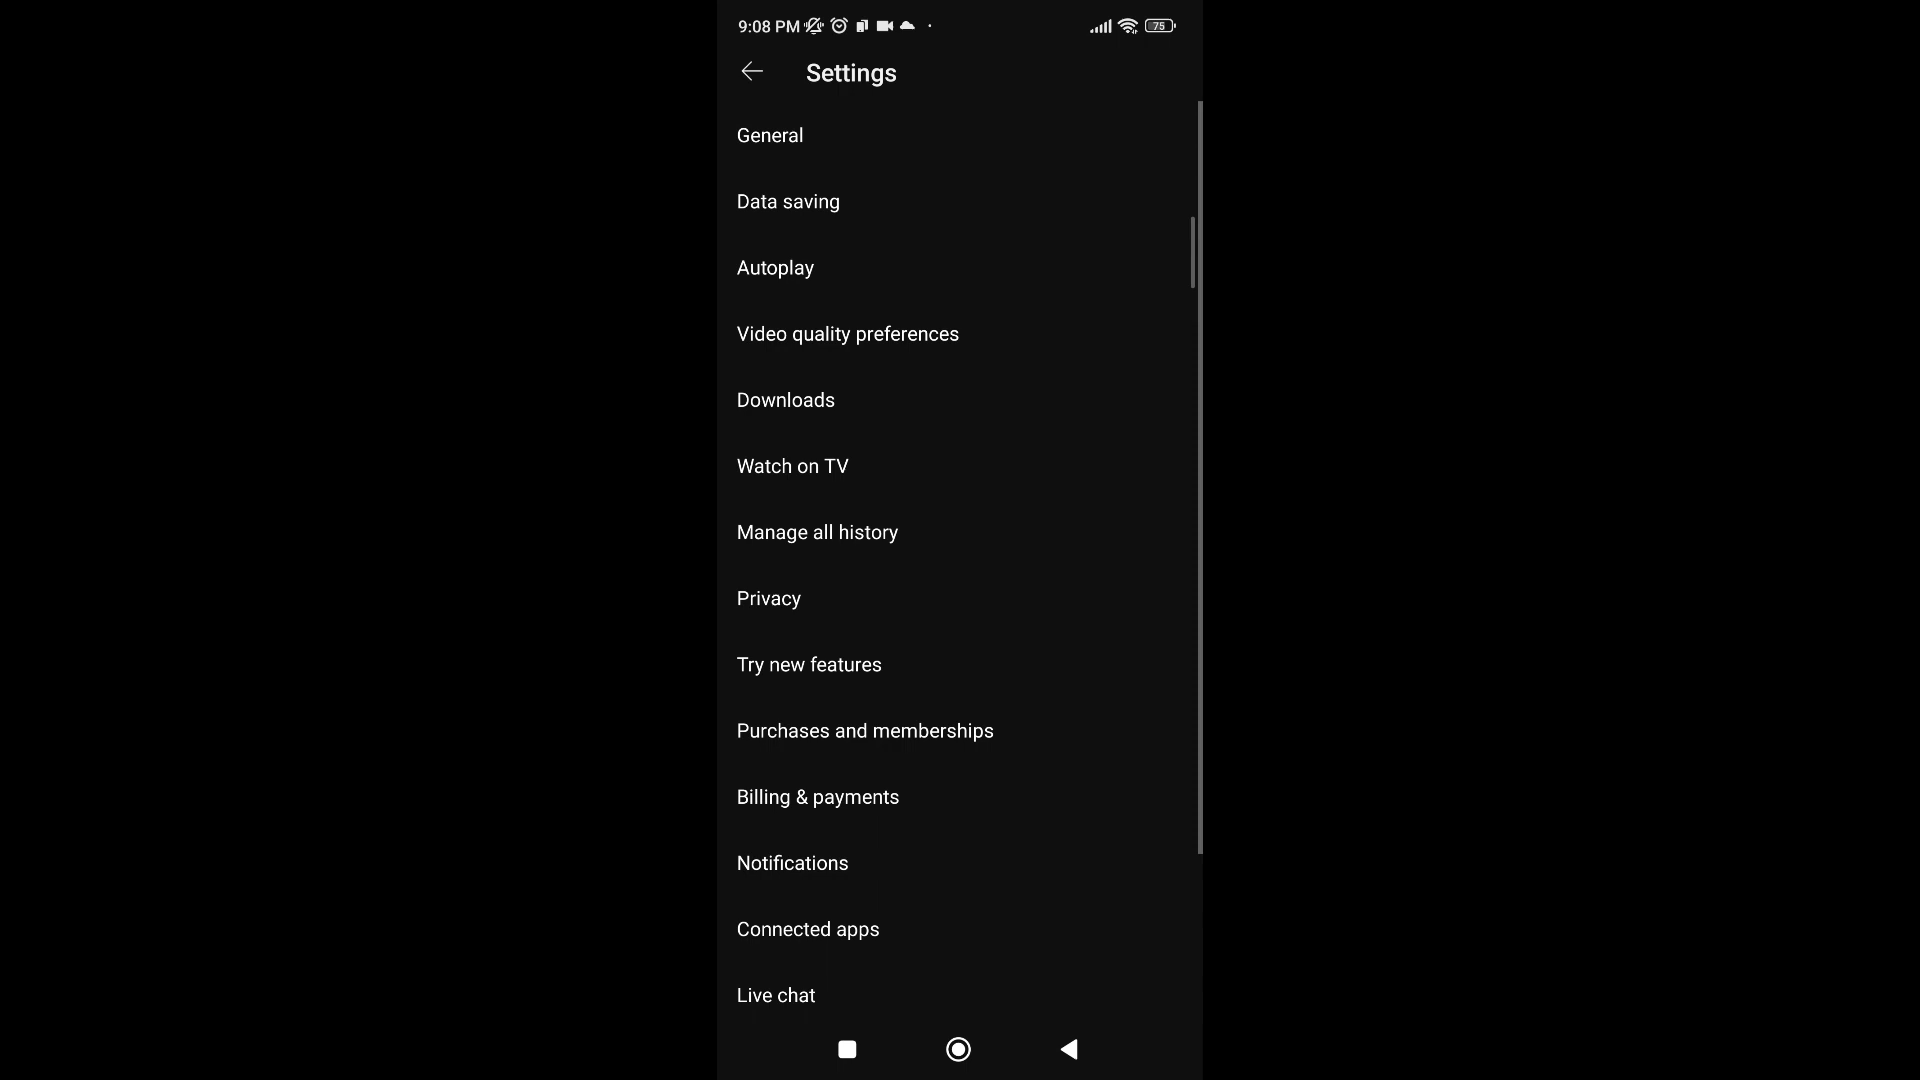 9:08 PM 75
Settings
General
Data saving
Autoplay
Video quality preferences
Downloads
Watch on TV
Manage all history
Privacy
Try new features
Purchases and memberships
Billing & payments
Notifications
Connected apps
Live chat